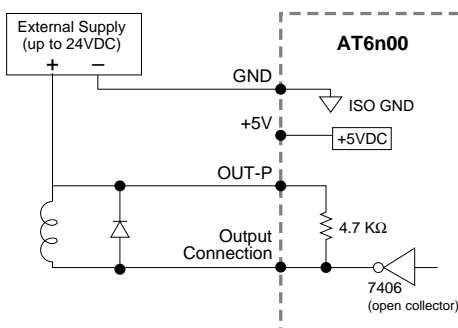 External Supply
(up to 24VDC)
+ –
AT6n00
GND
ISO GND
+5V
+5VDC
OUT-P
4.7 KΩ
Output
Connection
7406
(open collector)